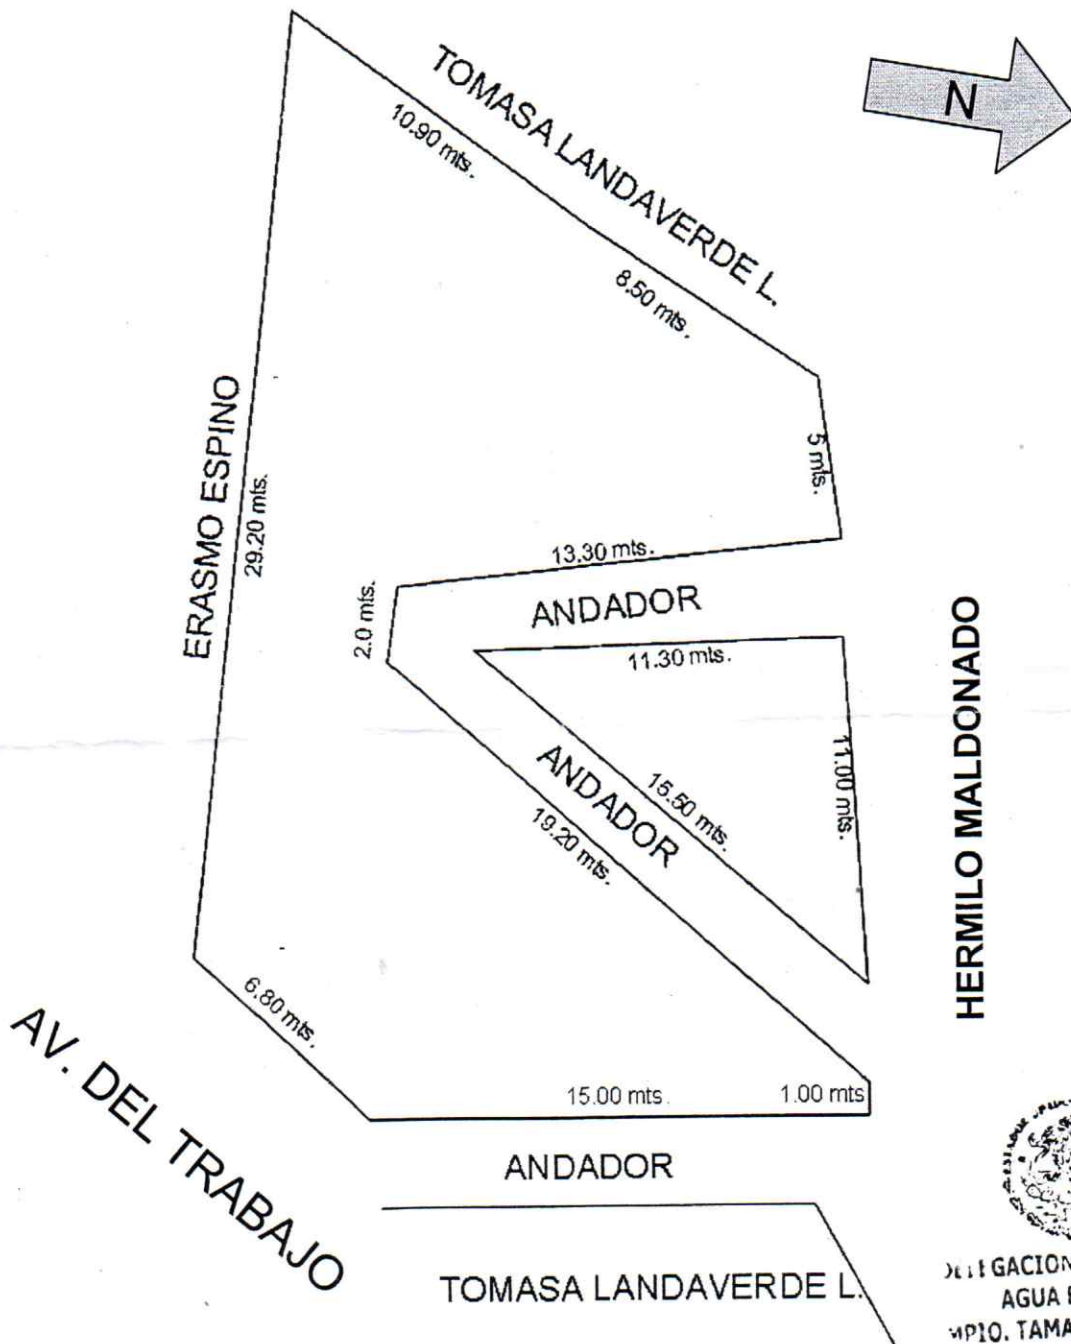 TOMASA LANDAVERDE L.
N
10.90 mts.
8.50 mts.
5 mts.
ERASMO ESPINO
29.20 mts.
13.30 mts.
2.0 mts.
ANDADOR
11.30 mts.
HERMILO MALDONADO
11.00 mts.
ANDADOR
15.50 mts.
19.20 mts.
6.80 mts.
AV. DEL TRABAJO
15.00 mts.
1.00 mts
ANDADOR
TOMASA LANDAVERDE L.
AGUA